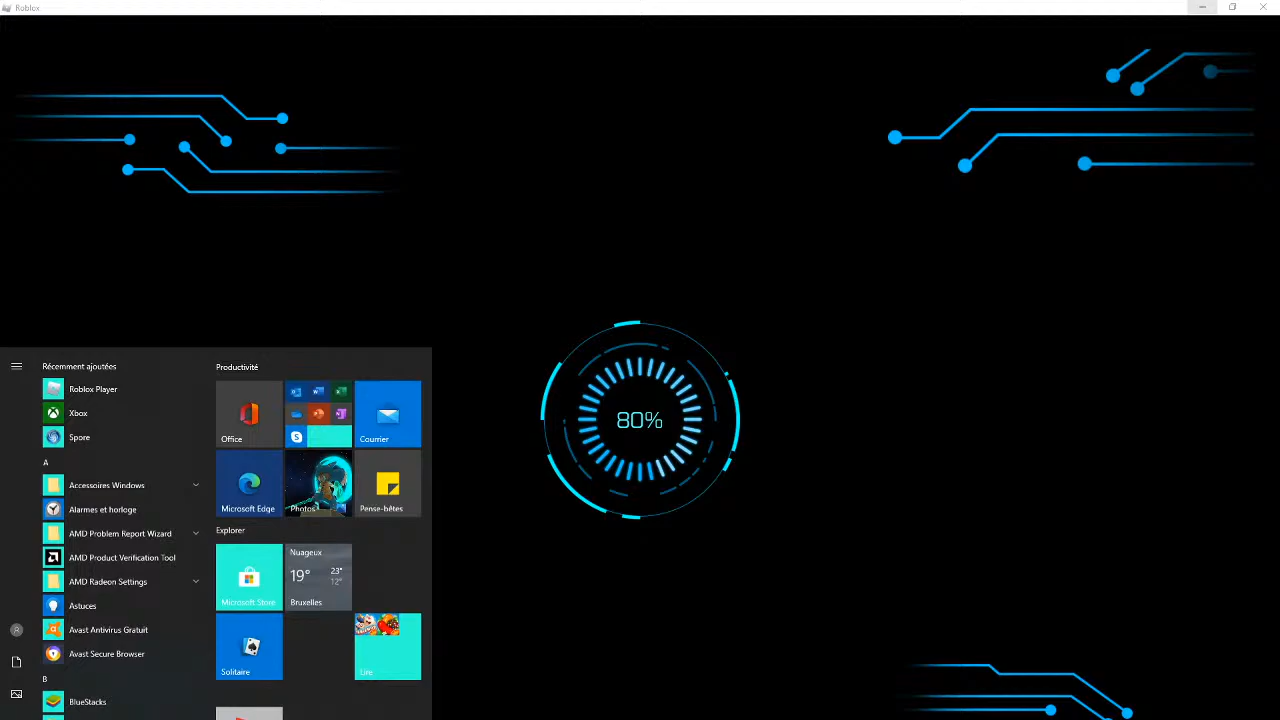 Roblox
Récemment ajoutées
Roblox Player
Xbox
Spore
A
Accessoires Windows
Alarmes et horloge
AMD Problem Report Wizard
AMD Product Verification Tool
AMD Radeon Settings
Astuces
Avast Antivirus Gratuit
Avast Secure Browser
B
BlueStacks
Productivité
Office
Courrier
Microsoft Edge
Photos
Pense-bêtes
Explorer
Microsoft Store
Nuageux
19° 23°
12°
Bruxelles
Solitaire
Lire
80%